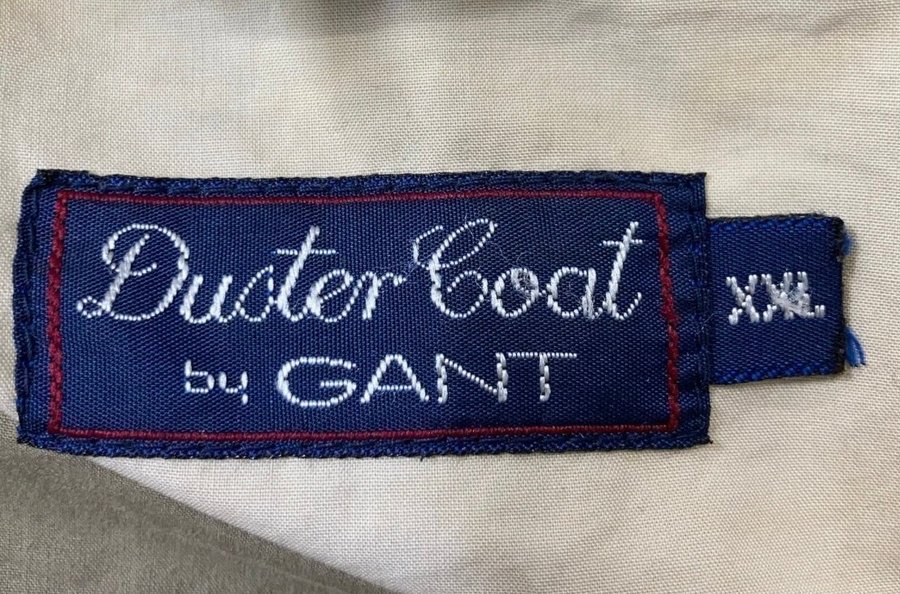 Duster Coat
by GANT
XXL